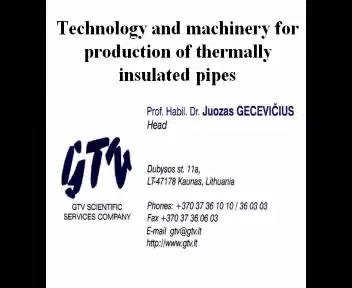 Technology and machinery for
production of thermally
insulated pipes
Prof. Habil. Dr. Juozas GECEVIČIUS
Head
GTV
GTV SCIENTIFIC
SERVICES COMPANY
Dubysos st. 11a,
LT-47178 Kaunas, Lithuania
Phones: +370 37 36 10 10 / 36 03 03
Fax +370 37 36 06 03
E-mail gtv@gtv.lt
http://www.gtv.lt